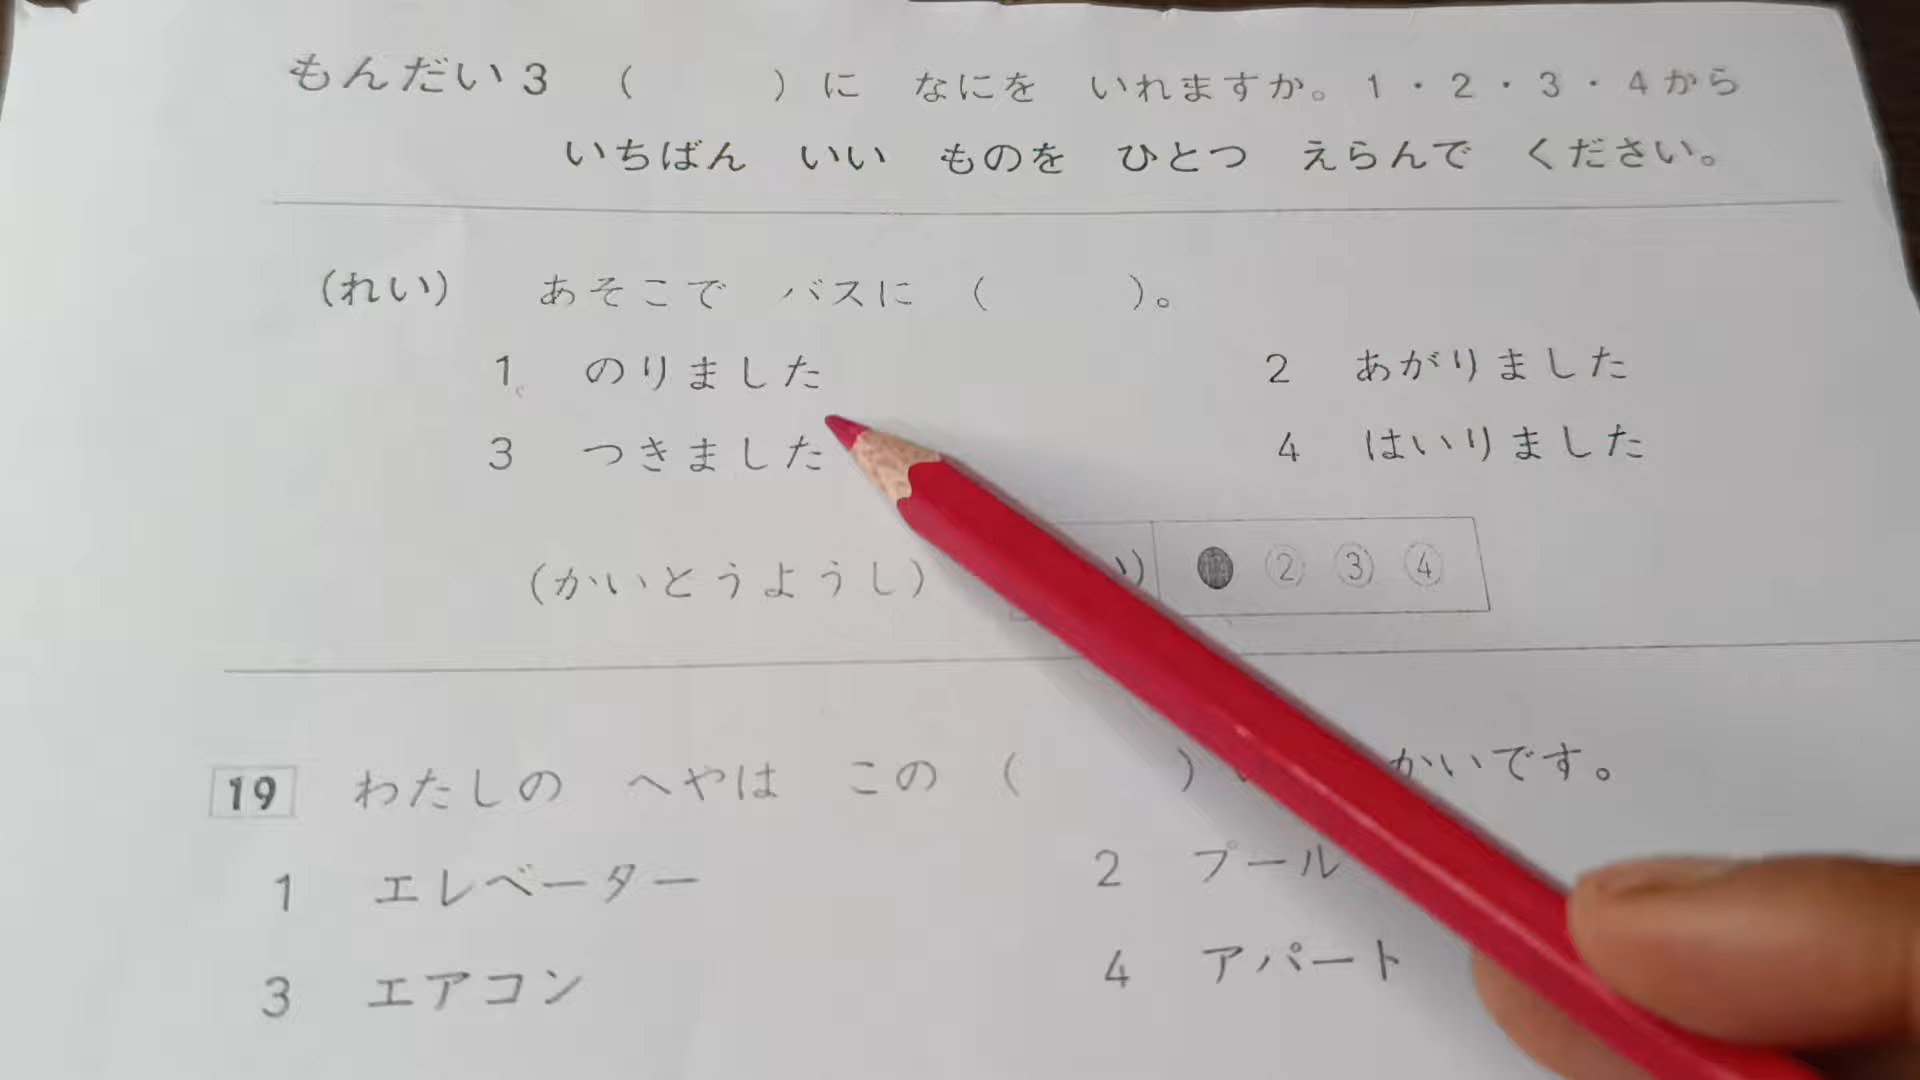 もんだい3 （　　　）に なにを いれますか。1・2・3・4から
いちばん いい ものを ひとつ えらんで ください。
（れい） あそこで バスに （　　　）。
1 のりました 2 あがりました
3 つきました 4 はいりました
（かいとうようし） ● ② ③ ④
19 わたしの へやは この （　　　） かいです。
1 エレベーター 2 プール
3 エアコン 4 アパート